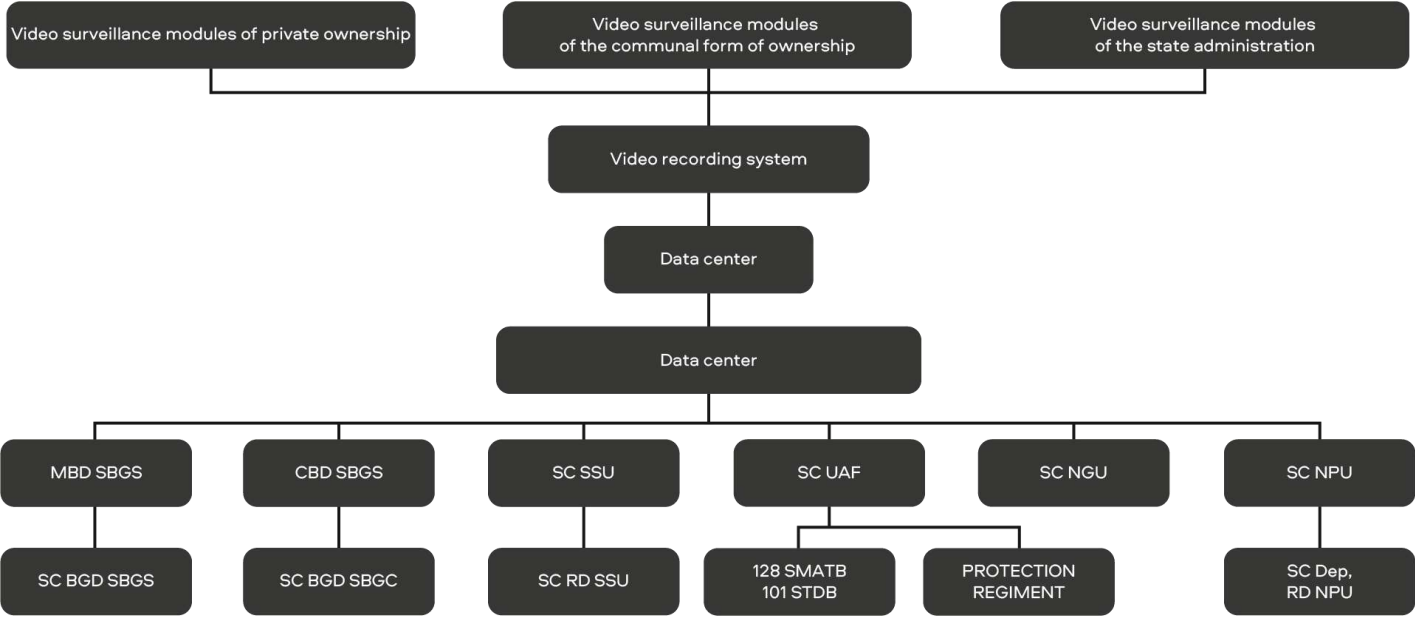 Video surveillance modules of private ownership
Video surveillance modules
of the communal form of ownership
Video surveillance modules
of the state administration
Video recording system
Data center
Data center
MBD SBGS
CBD SBGS
SC SSU
SC UAF
SC NGU
SC NPU
SC BGD SBGS
SC BGD SBGC
SC RD SSU
128 SMATB
101 STDB
PROTECTION
REGIMENT
SC Dep,
RD NPU